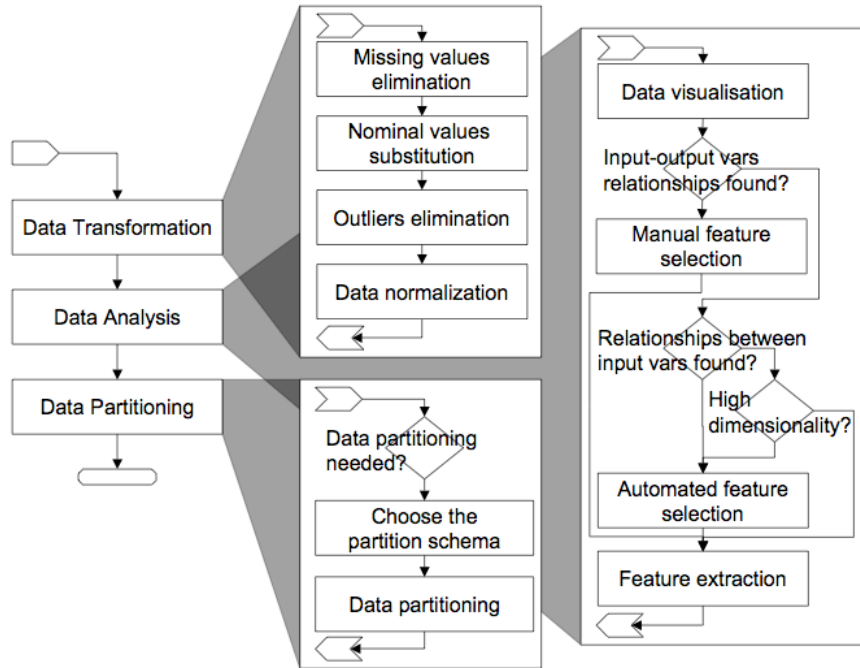 Data Transformation
Data Analysis
Data Partitioning
Missing values
elimination
Nominal values
substitution
Outliers elimination
Data normalization
Data partitioning
needed?
Choose the
partition schema
Data partitioning
Data visualisation
Input-output vars
relationships found?
Manual feature
selection
Relationships between
input vars found?
High
dimensionality?
Automated feature
selection
Feature extraction